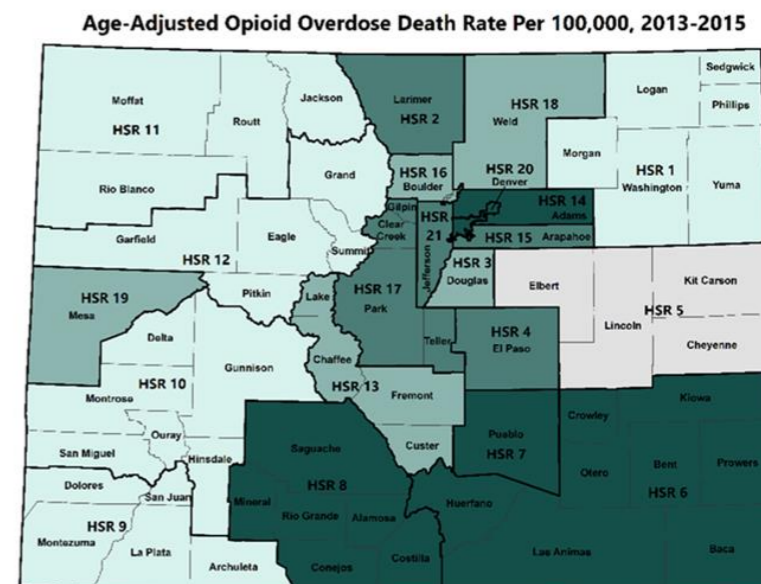 Age-Adjusted Opioid Overdose Death Rate Per 100,000, 2013-2015
Moffat
HSR 11
Routt
Jackson
Larimer
HSR 2
HSR 18
Weld
Logan
Sedgwick
Phillips
Morgan
HSR 1
Washington
Yuma
Rio Blanco
Grand
HSR 16
Boulder
HSR 20
Denver
Gilpin
Clear
Creek
HSR
21
Jefferson
HSR 14
Adams
HSR 15
Arapahoe
Garfield
Eagle
Summit
HSR 12
HSR 19
Mesa
Pitkin
Lake
HSR 17
Park
HSR 3
Douglas
Elbert
Kit Carson
HSR 5
Lincoln
Cheyenne
Delta
HSR 10
Gunnison
Chaffee
HSR 13
Teller
HSR 4
El Paso
Montrose
Ouray
Fremont
Custer
San Miguel
Hinsdale
Saguache
HSR 8
Pueblo
HSR 7
Crowley
Kiowa
Otero
Bent
HSR 6
Prowers
Dolores
San Juan
Mineral
Rio Grande
Alamosa
Huerfano
HSR 9
Montezuma
La Plata
Archuleta
Conejos
Costilla
Las Animas
Baca